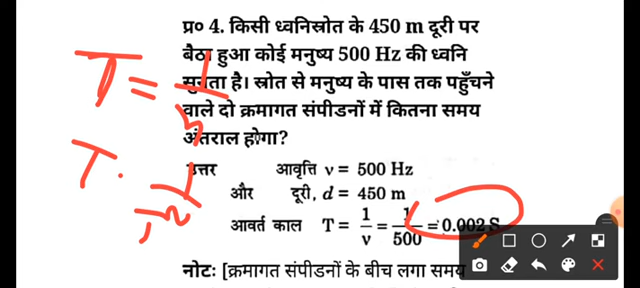 प्र० 4. किसी ध्वनिस्रोत के 450 m दूरी पर
बैठा हुआ कोई मनुष्य 500 Hz की ध्वनि
सुनता है। स्रोत से मनुष्य के पास तक पहुँचने
वाले दो क्रमागत संपीडनों में कितना समय
अंतराल होगा?
उत्तर आवृत्ति ν = 500 Hz
और दूरी, d = 450 m
आवर्त काल T = 1/ν = 1/500 = 0.002 S
नोटः [क्रमागत संपीडनों के बीच लगा समय
T = 1/
T